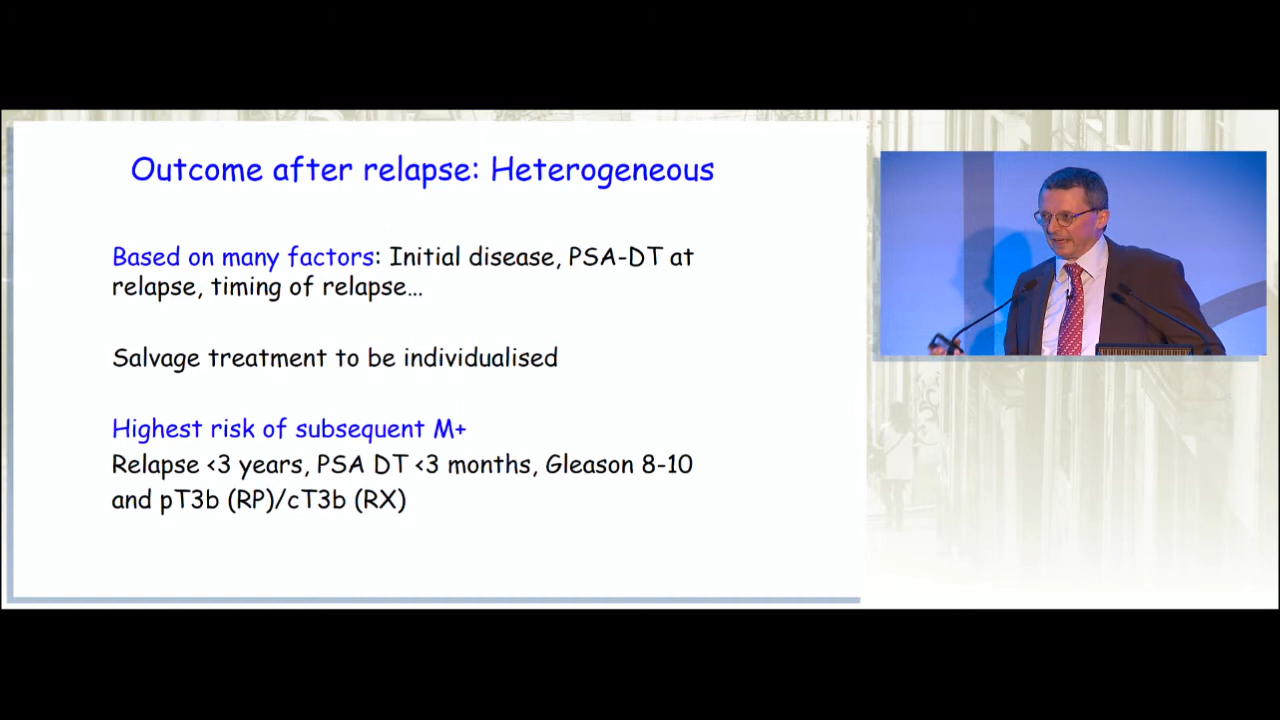 Outcome after relapse: Heterogeneous
Based on many factors: Initial disease, PSA-DT at
relapse, timing of relapse…
Salvage treatment to be individualised
Highest risk of subsequent M+
Relapse <3 years, PSA DT <3 months, Gleason 8-10
and pT3b (RP)/cT3b (RX)